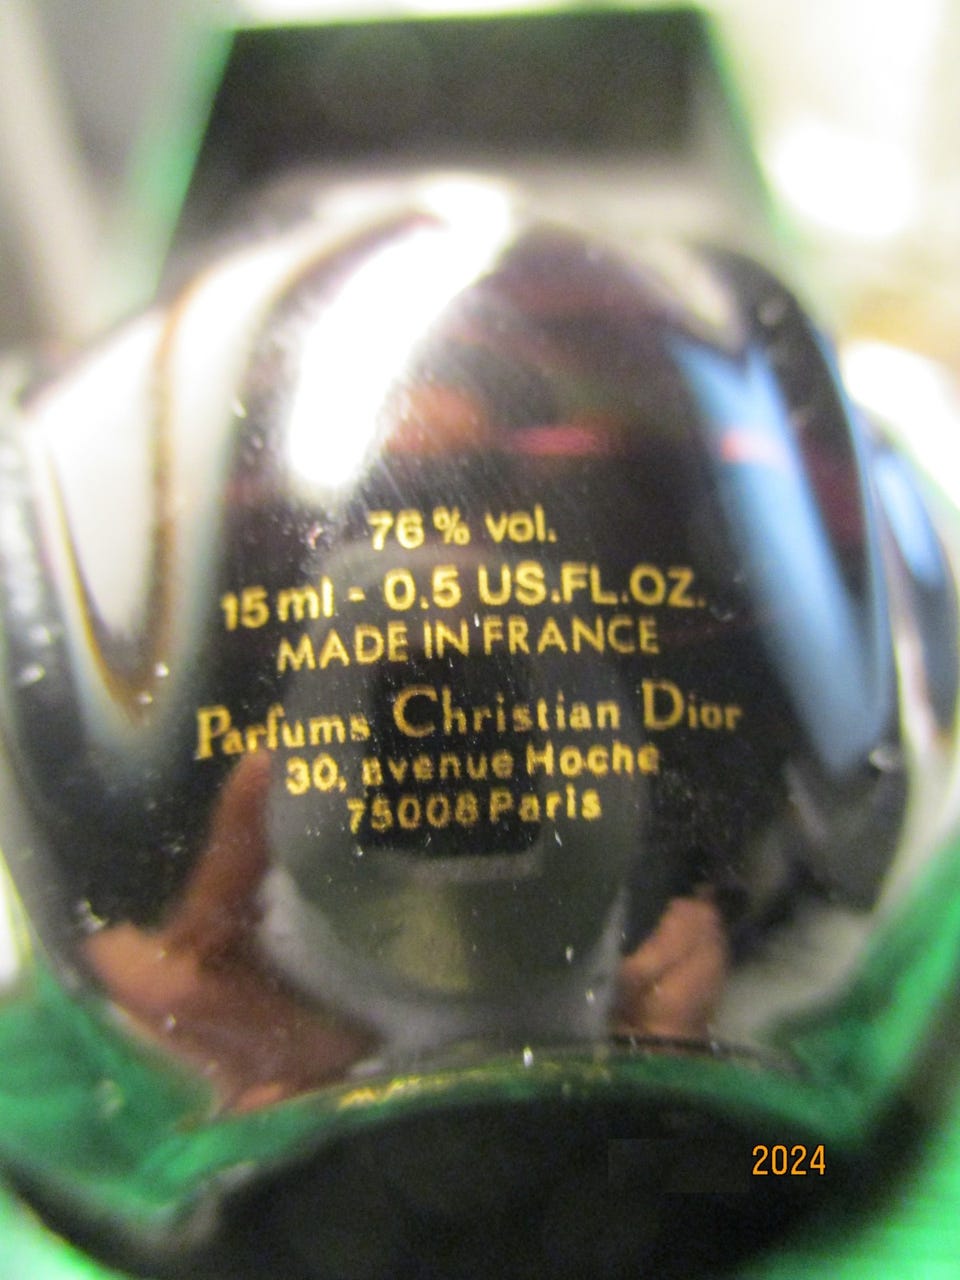 76 % vol.
15 ml - 0.5 US.FL.OZ.
MADE IN FRANCE
Parfums Christian Dior
30, avenue Hoche
75008 Paris
2024